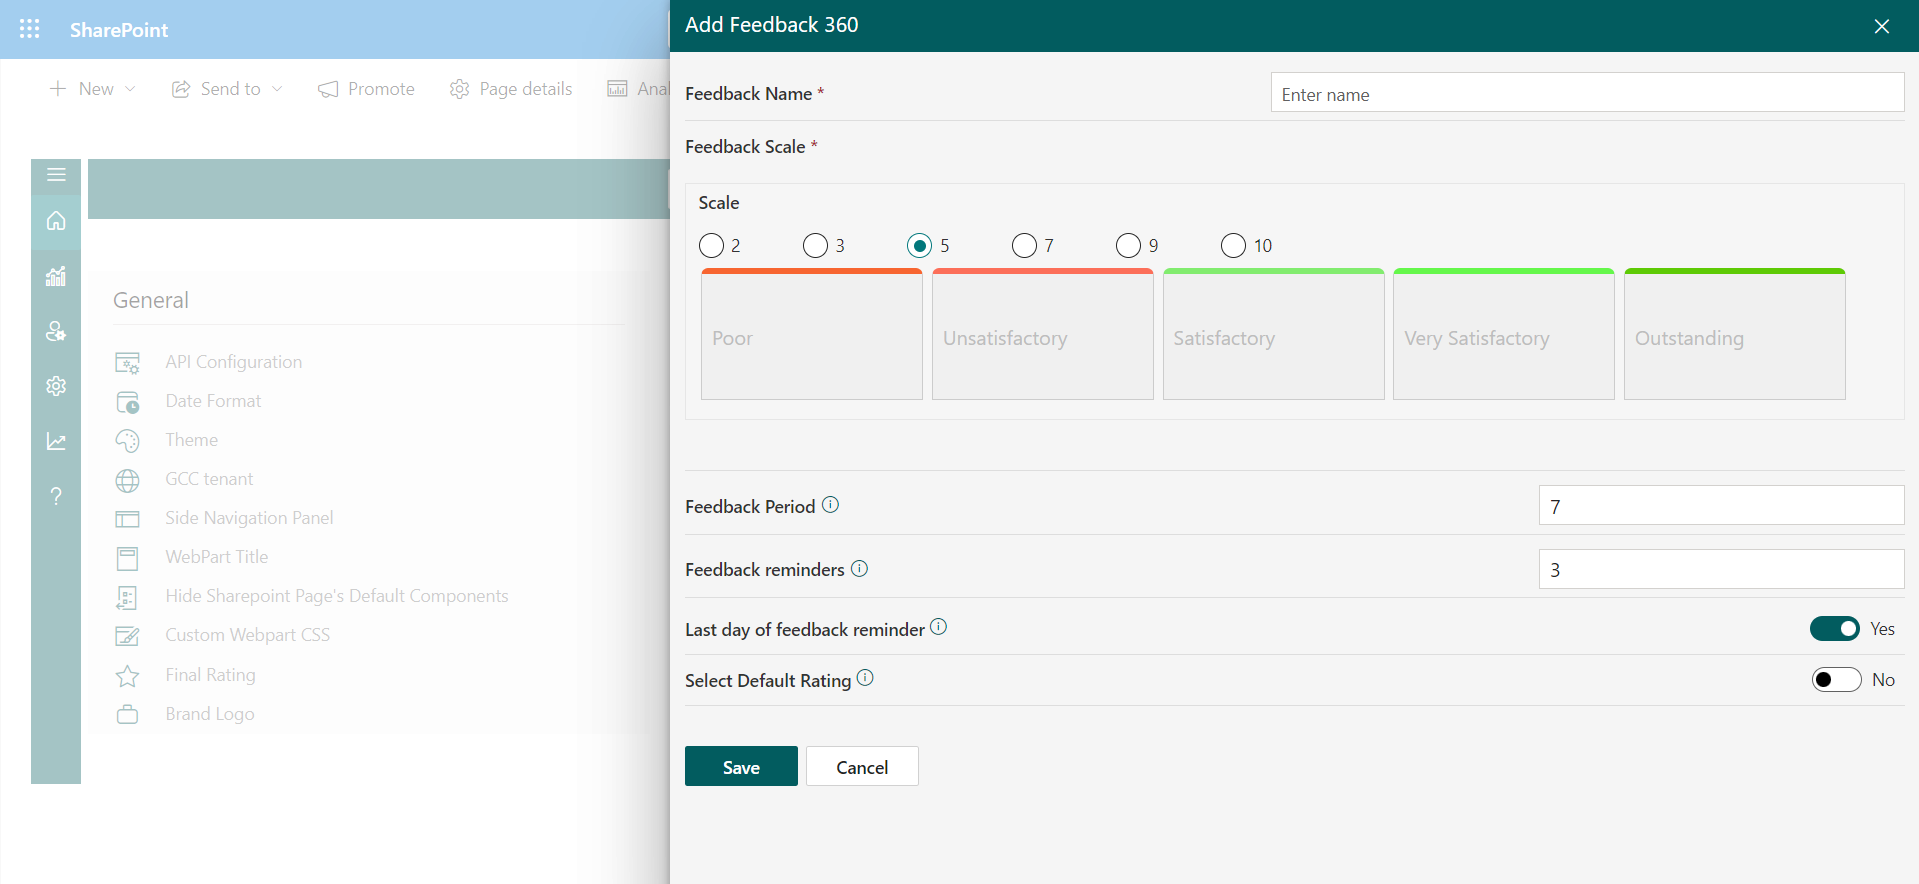 SharePoint
New
Send to
Promote
Page details
General
API Configuration
Date Format
Theme
GCC tenant
Side Navigation Panel
WebPart Title
Hide Sharepoint Page's Default Components
Custom Webpart CSS
Final Rating
Brand Logo
Add Feedback 360
Feedback Name *
Enter name
Feedback Scale *
Scale
2 3 5 7 9 10
Poor Unsatisfactory Satisfactory Very Satisfactory Outstanding
Feedback Period 7
Feedback reminders 3
Last day of feedback reminder Yes
Select Default Rating No
Save Cancel